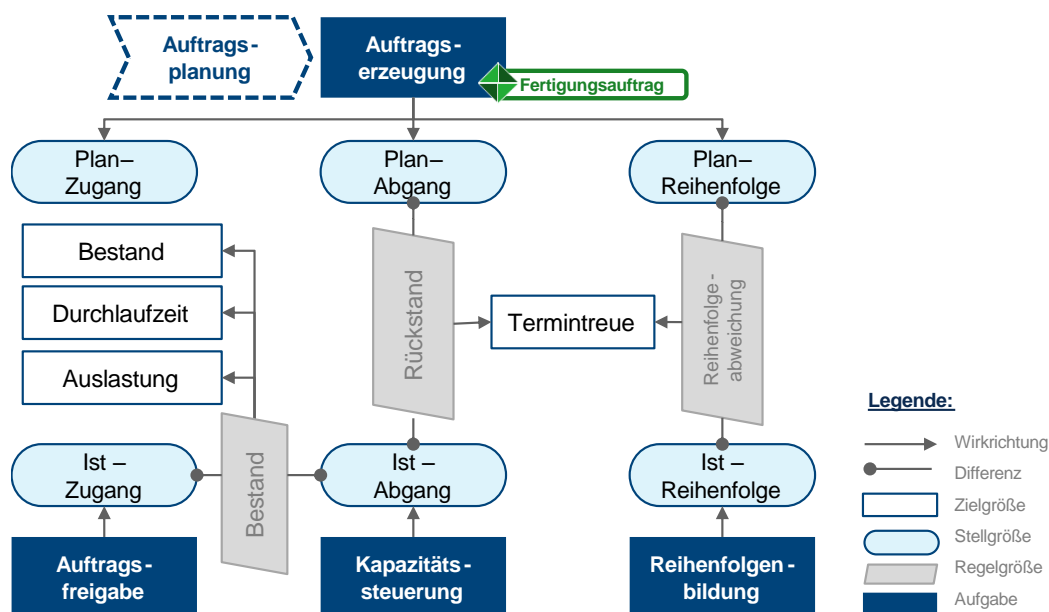 Auftrags-
planung
Auftrags-
erzeugung
Fertigungsauftrag
Plan–
Zugang
Plan–
Abgang
Plan–
Reihenfolge
Bestand
Durchlaufzeit
Auslastung
Rückstand
Termintreue
Reihenfolge-
abweichung
Bestand
Ist –
Zugang
Ist –
Abgang
Ist –
Reihenfolge
Auftrags-
freigabe
Kapazitäts-
steuerung
Reihenfolgen-
bildung
Legende:
Wirkrichtung
Differenz
Zielgröße
Stellgröße
Regelgröße
Aufgabe